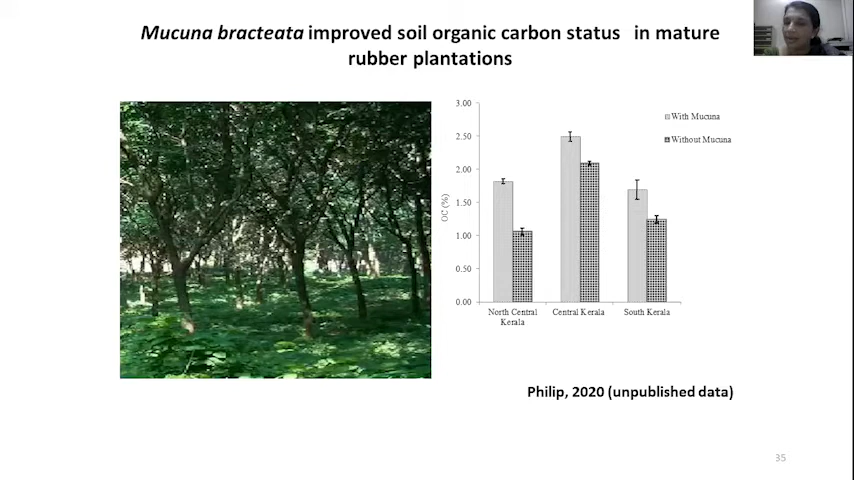 Mucuna bracteata improved soil organic carbon status in mature
rubber plantations
3.00
2.50
2.00
1.50
1.00
0.50
0.00
OC (%)
With Mucuna
Without Mucuna
North Central
Kerala
Central Kerala
South Kerala
Philip, 2020 (unpublished data)
35